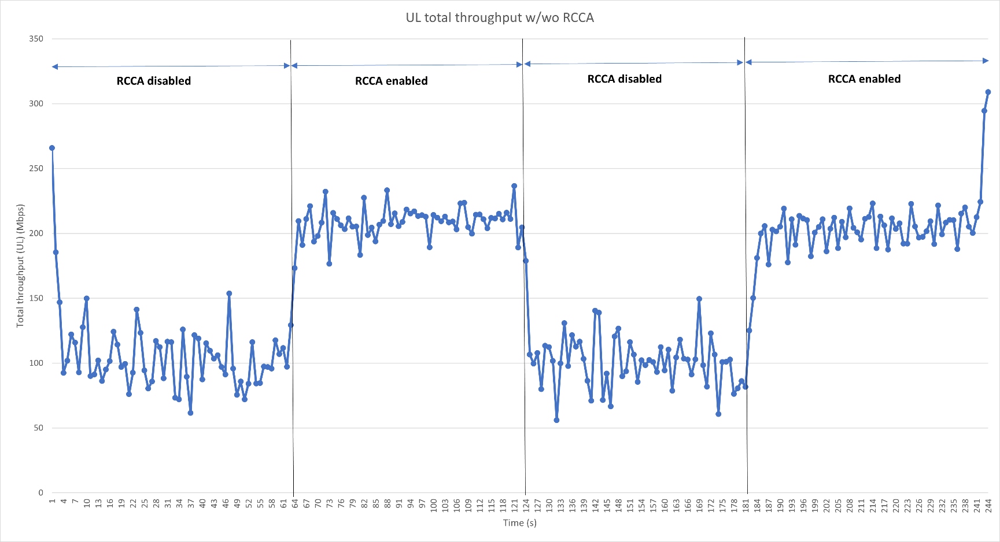 UL total throughput w/wo RCCA
350
300
250
200
150
100
50
0
Total throughput (UL) (Mbps)
RCCA disabled
RCCA enabled
RCCA disabled
RCCA enabled
1 4 7 10 13 16 19 22 25 28 31 34 37 40 43 46 49 52 55 58 61 64 67 70 73 76 79 82 85 88 91 94 97 100 103 106 109 112 115 118 121 124 127 130 133 136 139 142 145 148 151 154 157 160 163 166 169 172 175 178 181 184 187 190 193 196 199 202 205 208 211 214 217 220 223 226 229 232 235 238 241 244
Time (s)